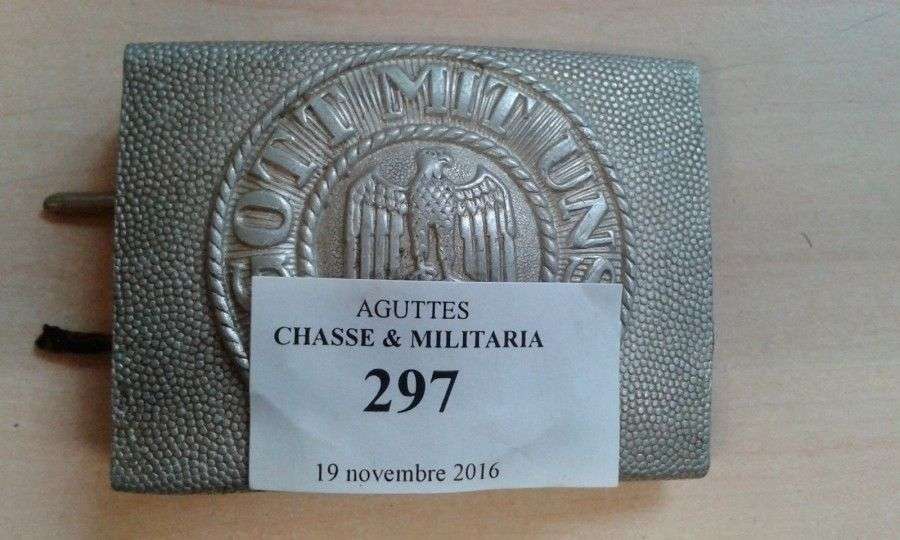 GOTT MIT UNS
AGUTTES
CHASSE & MILITARIA
297
19 novembre 2016